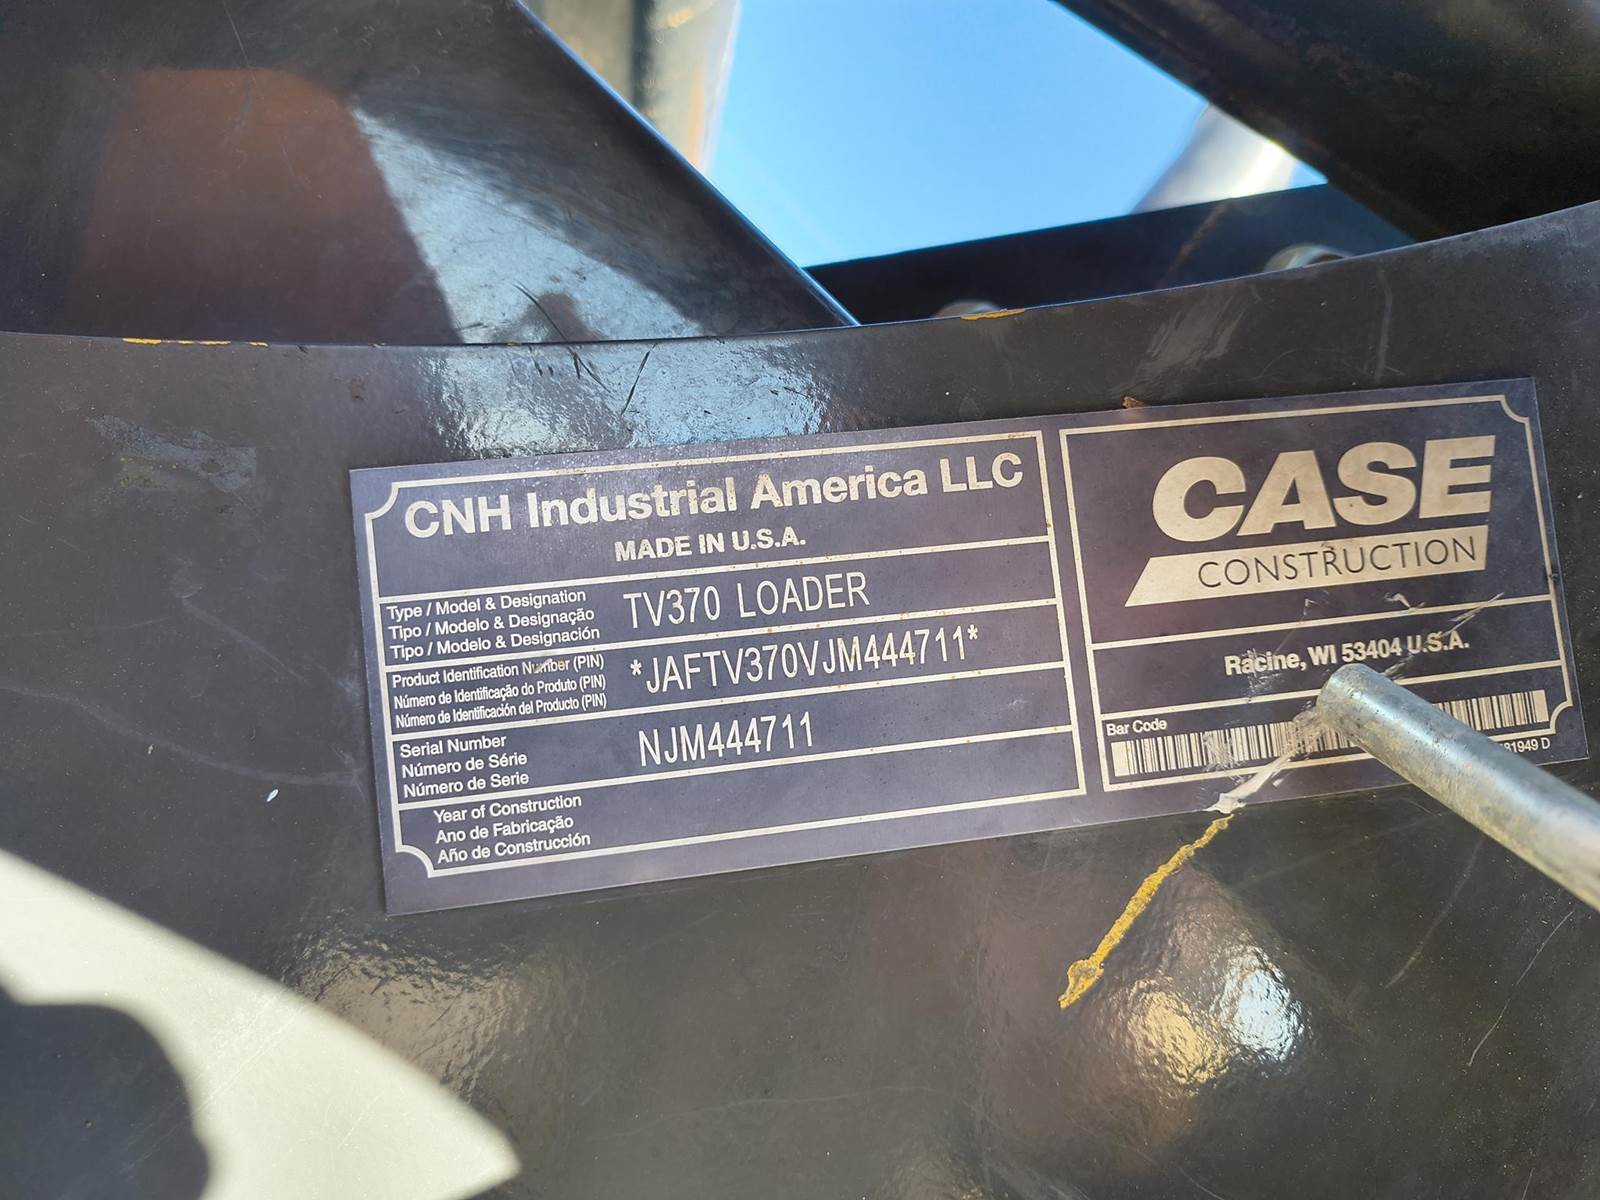 CNH Industrial America LLC
MADE IN U.S.A.
Type / Model & Designation
Tipo / Modelo & Designação
Tipo / Modelo & Designación
TV370 LOADER
Product Identification Number (PIN)
Número de Identificação do Produto (PIN)
Número de Identificación del Producto (PIN)
*JAFTV370VJM444711*
Serial Number
Número de Série
Número de Serie
NJM444711
Year of Construction
Ano de Fabricação
Año de Construcción
CASE
CONSTRUCTION
Racine, WI 53404 U.S.A.
Bar Code